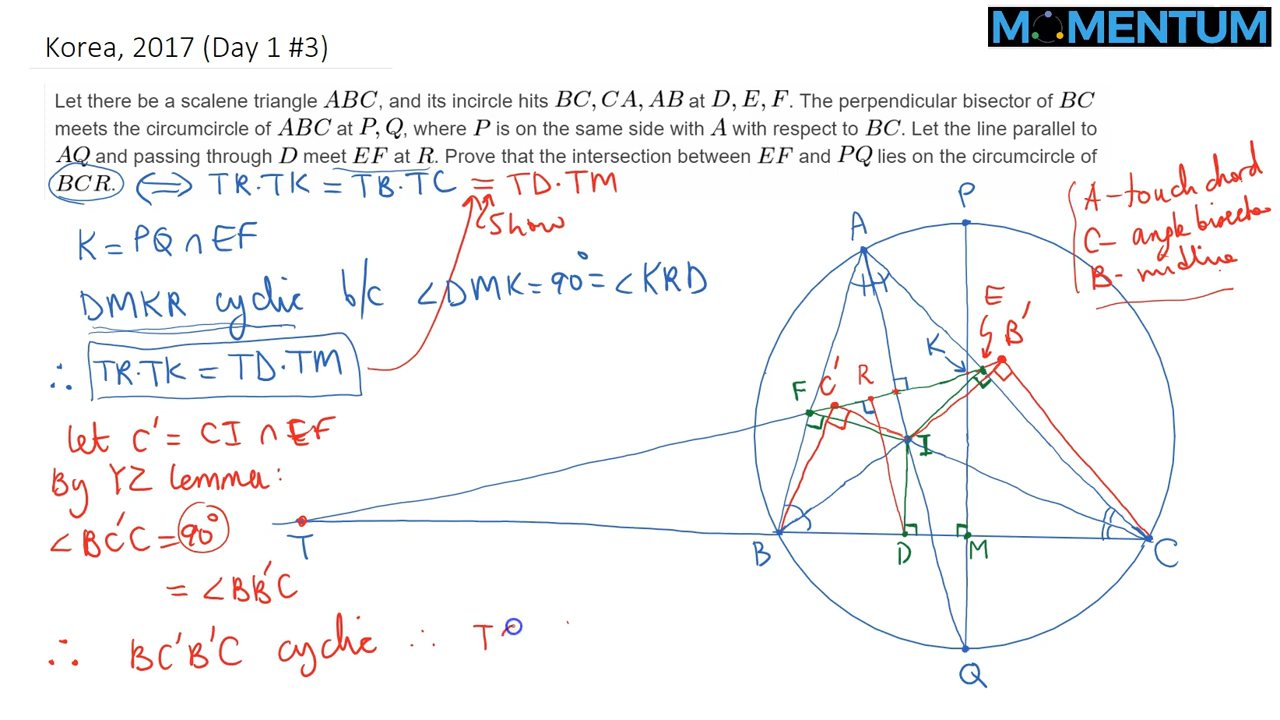 MOMENTUM
Korea, 2017 (Day 1 #3)
Let there be a scalene triangle ABC, and its incircle hits BC, CA, AB at D, E, F. The perpendicular bisector of BC
meets the circumcircle of ABC at P, Q, where P is on the same side with A with respect to BC. Let the line parallel to
AQ and passing through D meet EF at R. Prove that the intersection between EF and PQ lies on the circumcircle of
BCR. ⟺ TR·TK = TB·TC = TD·TM
Show
K = PQ ∩ EF
DMKR cyclic b/c ∠DMK = 90° = ∠KRD
∴ TR·TK = TD·TM
let C' = CI ∩ EF
By YZ lemma:
∠BC'C = 90°
= ∠BB'C
∴ BC'B'C cyclic ∴ T
A - touch chord
C - angle bisector
B - midline
P
A
E
B'
K
F C' R
I
T
B D M C
Q